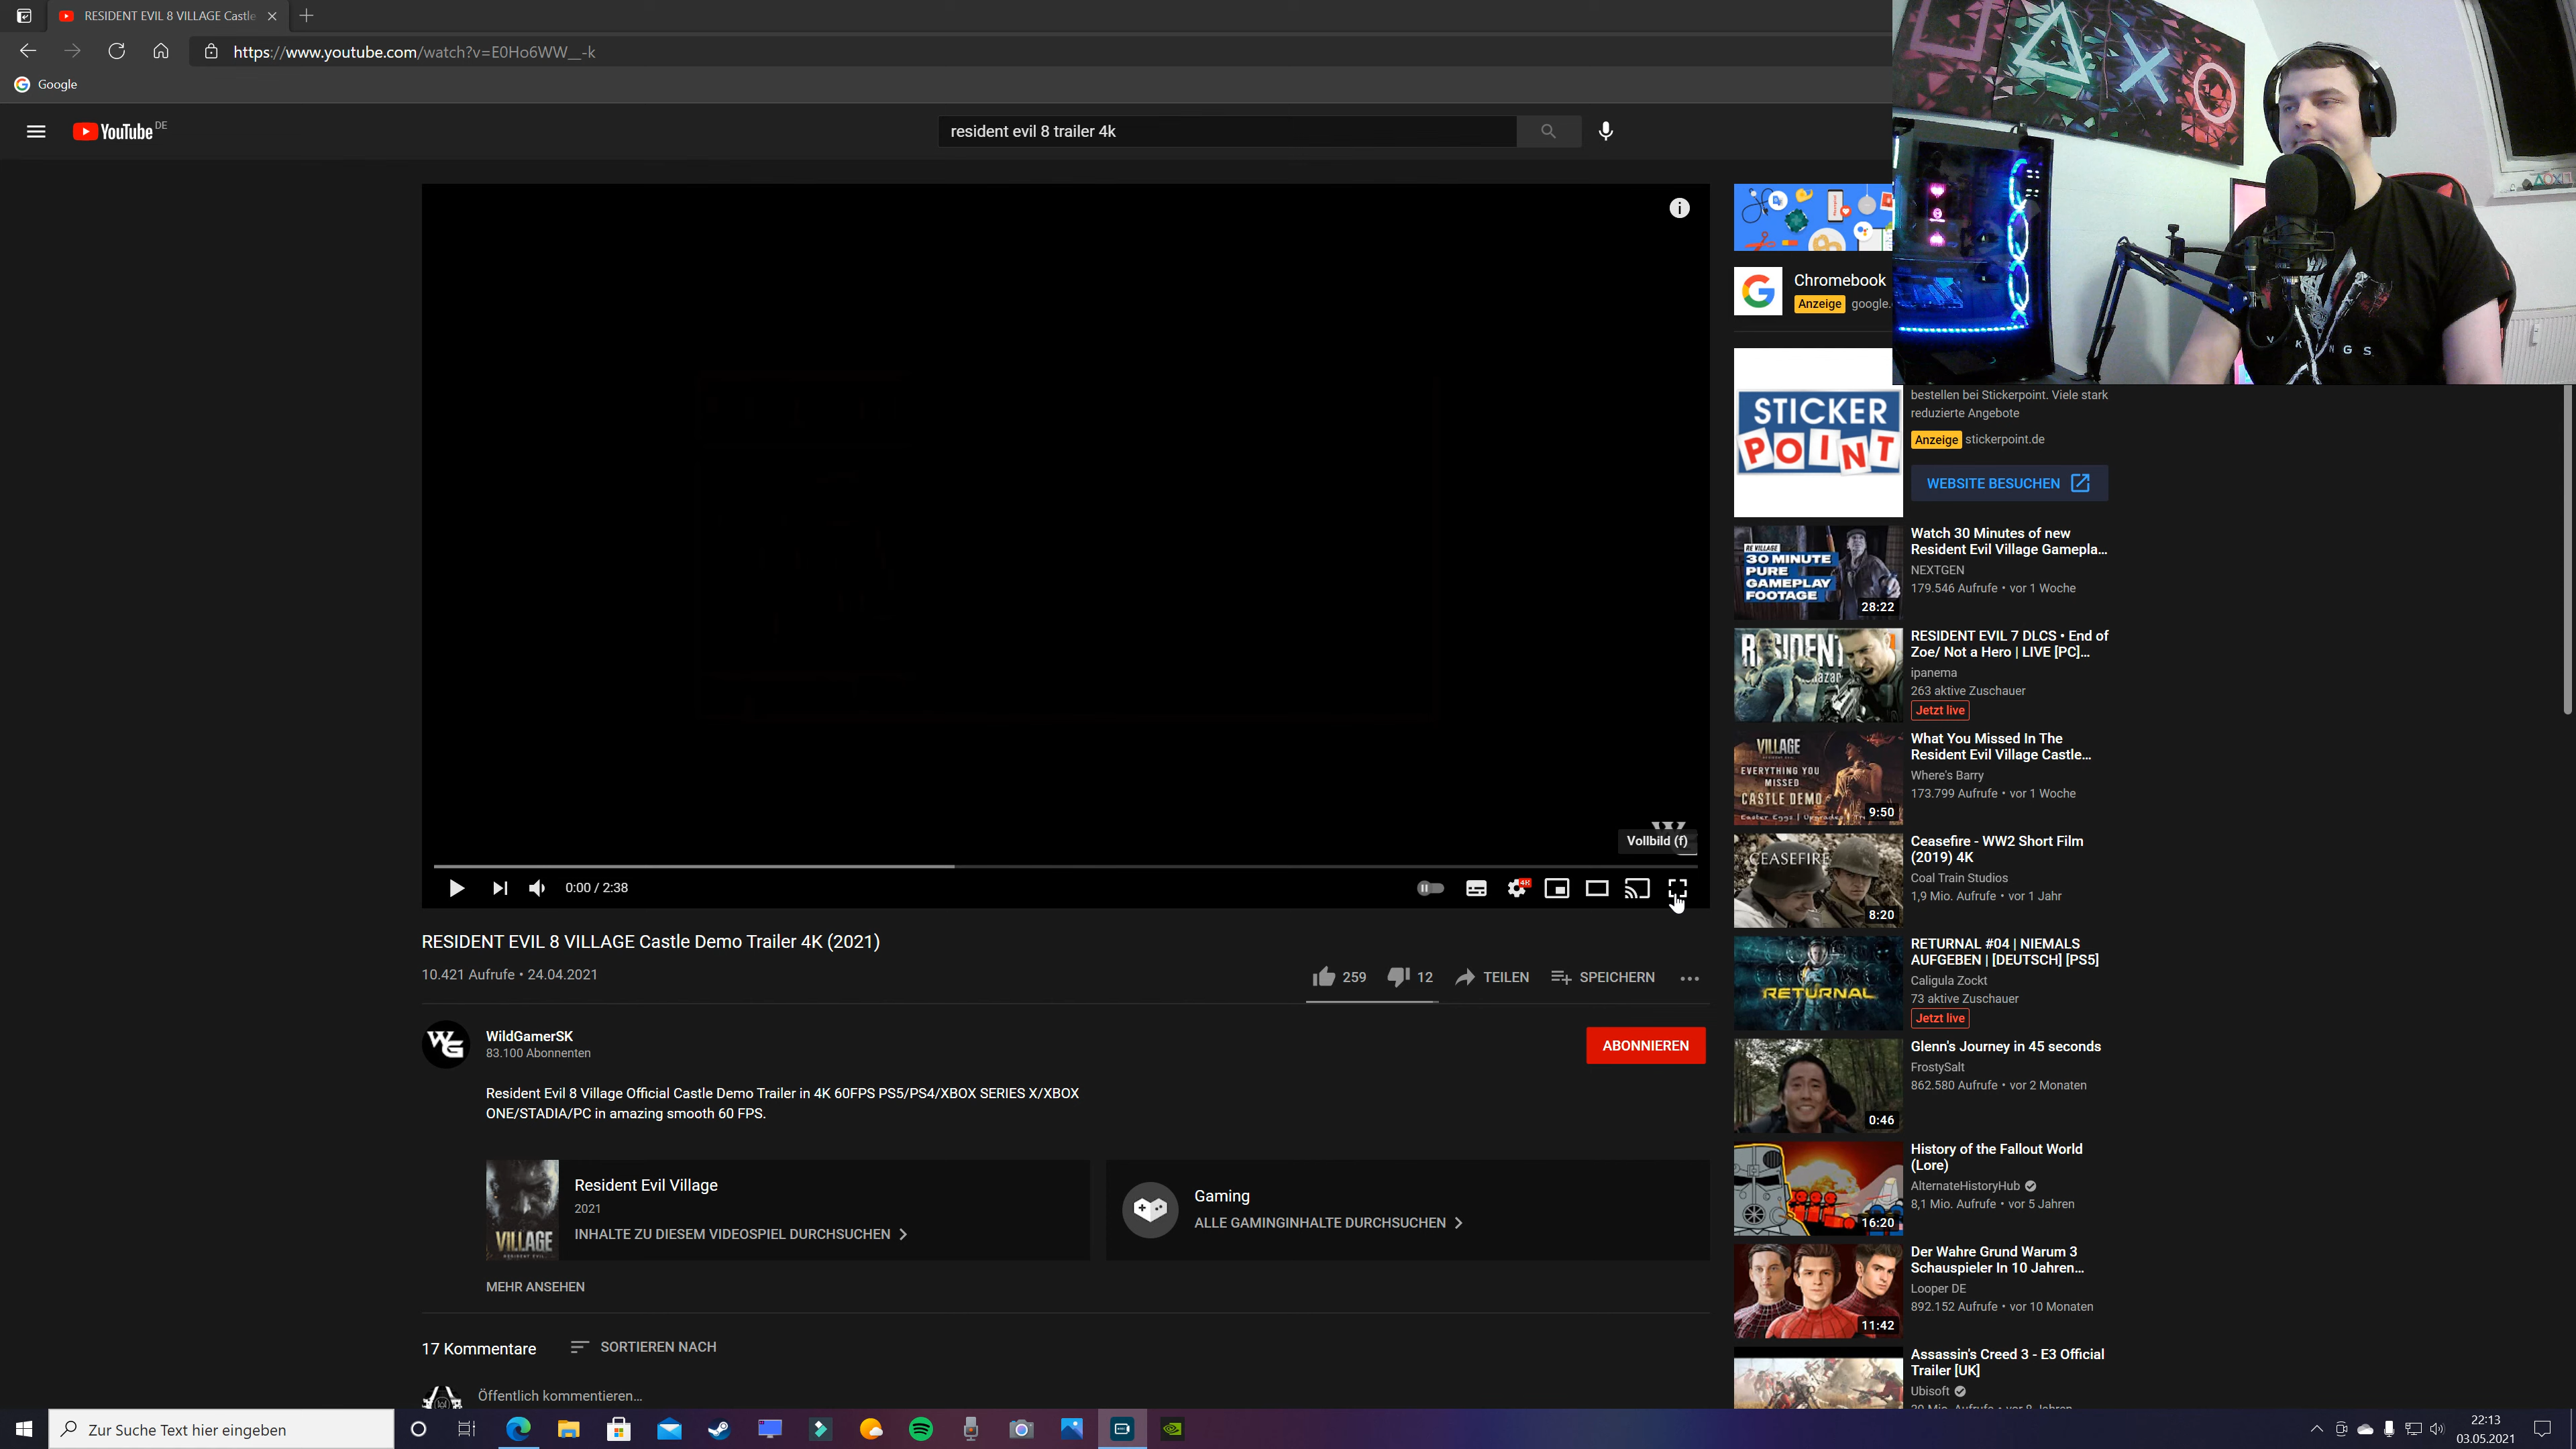 RESIDENT EVIL 8 VILLAGE Castle
https://www.youtube.com/watch?v=E0Ho6WW__-k
Google
YouTube DE
resident evil 8 trailer 4k
VIKINGS
Chromebook
Anzeige google.
STICKER
POINT
bestellen bei Stickerpoint. Viele stark
reduzierte Angebote
Anzeige stickerpoint.de
WEBSITE BESUCHEN
RE VILLAGE
30 MINUTE
PURE
GAMEPLAY
FOOTAGE
28:22
Watch 30 Minutes of new
Resident Evil Village Gamepla...
NEXTGEN
179.546 Aufrufe • vor 1 Woche
RESIDENT
RESIDENT EVIL 7 DLCS • End of
Zoe/ Not a Hero | LIVE [PC]...
ipanema
263 aktive Zuschauer
Jetzt live
VILLAGE
EVERYTHING YOU
MISSED
CASTLE DEMO
9:50
What You Missed In The
Resident Evil Village Castle...
Where's Barry
173.799 Aufrufe • vor 1 Woche
CEASEFIRE
8:20
Ceasefire - WW2 Short Film
(2019) 4K
Coal Train Studios
1,9 Mio. Aufrufe • vor 1 Jahr
RETURNAL
RETURNAL #04 | NIEMALS
AUFGEBEN | [DEUTSCH] [PS5]
Caligula Zockt
73 aktive Zuschauer
Jetzt live
0:46
Glenn's Journey in 45 seconds
FrostySalt
862.580 Aufrufe • vor 2 Monaten
16:20
History of the Fallout World
(Lore)
AlternateHistoryHub
8,1 Mio. Aufrufe • vor 5 Jahren
11:42
Der Wahre Grund Warum 3
Schauspieler In 10 Jahren...
Looper DE
892.152 Aufrufe • vor 10 Monaten
Assassin's Creed 3 - E3 Official
Trailer [UK]
Ubisoft
Vollbild (f)
0:00 / 2:38
4K
RESIDENT EVIL 8 VILLAGE Castle Demo Trailer 4K (2021)
10.421 Aufrufe • 24.04.2021
259
12
TEILEN
SPEICHERN
WG
WildGamerSK
83.100 Abonnenten
ABONNIEREN
Resident Evil 8 Village Official Castle Demo Trailer in 4K 60FPS PS5/PS4/XBOX SERIES X/XBOX
ONE/STADIA/PC in amazing smooth 60 FPS.
VILLAGE
RESIDENT EVIL
Resident Evil Village
2021
INHALTE ZU DIESEM VIDEOSPIEL DURCHSUCHEN
Gaming
ALLE GAMINGINHALTE DURCHSUCHEN
MEHR ANSEHEN
17 Kommentare
SORTIEREN NACH
Öffentlich kommentieren...
Zur Suche Text hier eingeben
22:13
03.05.2021